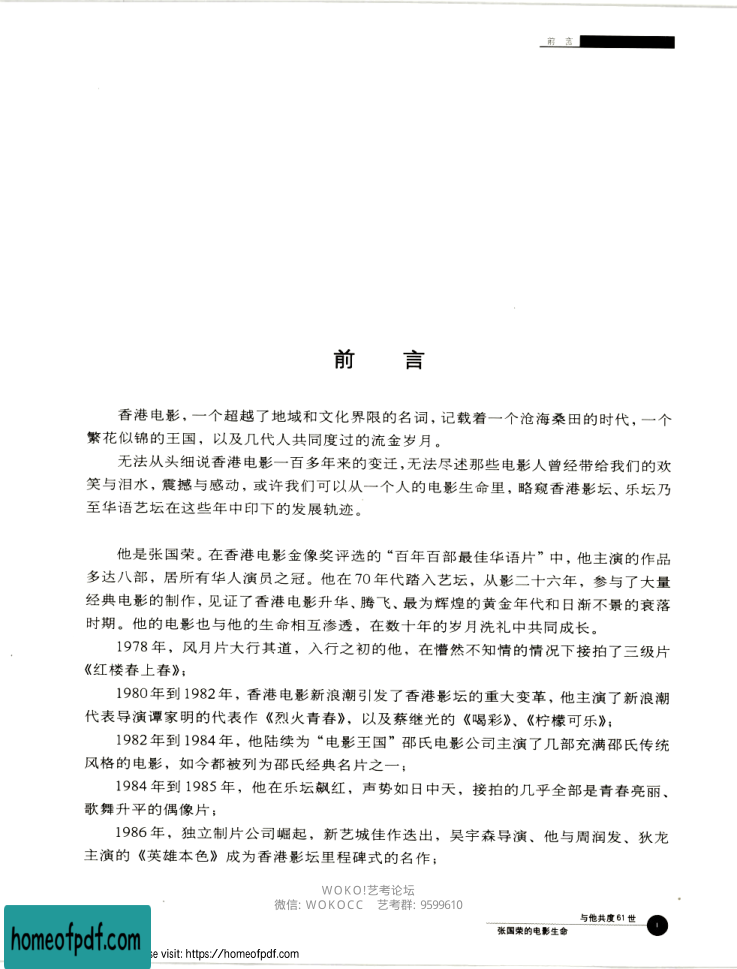 前 言
前 言
香港电影，一个超越了地域和文化界限的名词，记载着一个沧海桑田的时代，一个
繁花似锦的王国，以及几代人共同度过的流金岁月。
无法从头细说香港电影一百多年来的变迁，无法尽述那些电影人曾经带给我们的欢
笑与泪水，震撼与感动，或许我们可以从一个人的电影生命里，略窥香港影坛、乐坛乃
至华语艺坛在这些年中印下的发展轨迹。
他是张国荣。在香港电影金像奖评选的“百年百部最佳华语片”中，他主演的作品
多达八部，居所有华人演员之冠。他在70年代踏入艺坛，从影二十六年，参与了大量
经典电影的制作，见证了香港电影升华、腾飞、最为辉煌的黄金年代和日渐不景的衰落
时期。他的电影也与他的生命相互渗透，在数十年的岁月洗礼中共同成长。
1978年，风月片大行其道，入行之初的他，在懵然不知情的情况下接拍了三级片
《红楼春上春》；
1980年到1982年，香港电影新浪潮引发了香港影坛的重大变革，他主演了新浪潮
代表导演谭家明的代表作《烈火青春》，以及蔡继光的《喝彩》、《柠檬可乐》；
1982年到1984年，他陆续为“电影王国”邵氏电影公司主演了几部充满邵氏传统
风格的电影，如今都被列为邵氏经典名片之一；
1984年到1985年，他在乐坛飙红，声势如日中天，接拍的几乎全部是青春亮丽、
歌舞升平的偶像片；
1986年，独立制片公司崛起，新艺城佳作迭出，吴宇森导演、他与周润发、狄龙
主演的《英雄本色》成为香港影坛里程碑式的名作；
WOKO!艺考论坛
微信: WOKOCC 艺考群: 9599610
与他共度61世
张国荣的电影生命
1
homeofpdf.com
se visit: https://homeofpdf.com